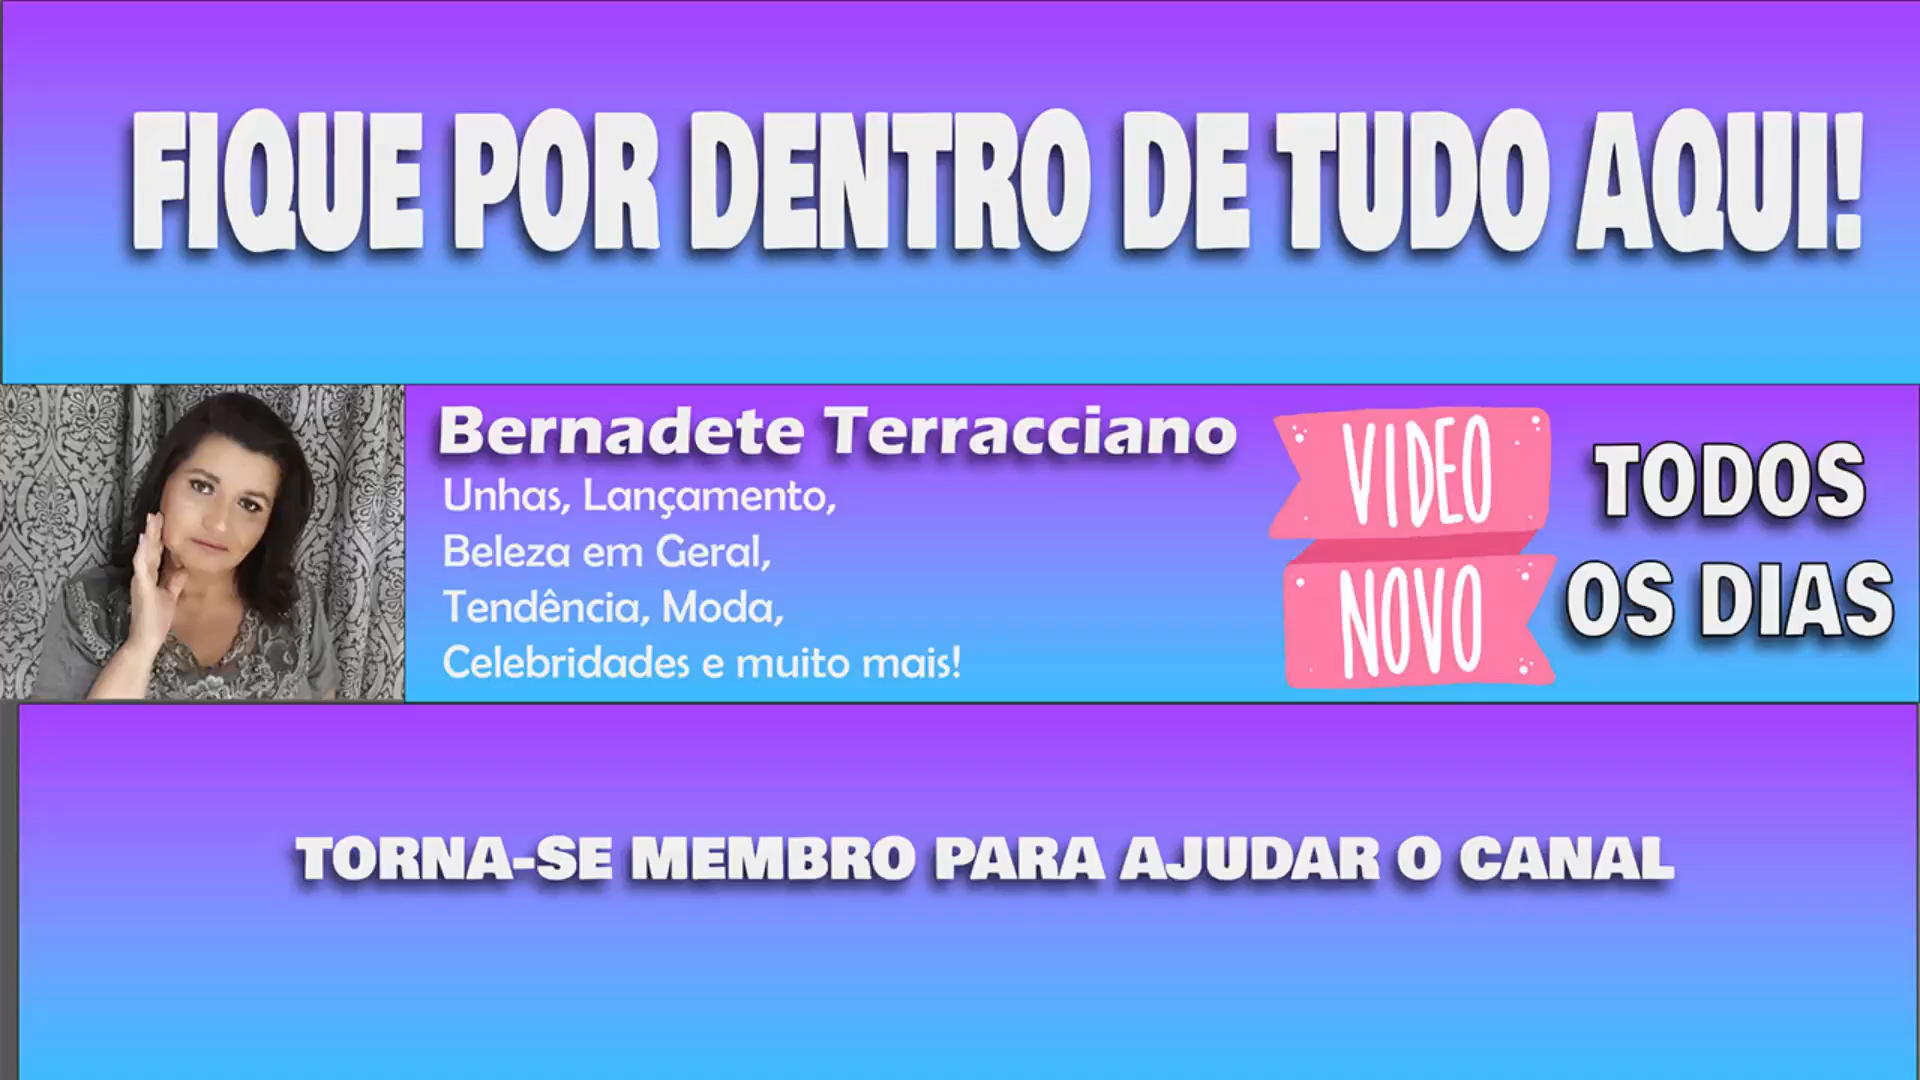 FIQUE POR DENTRO DE TUDO AQUI!
Bernadete Terracciano
Unhas, Lançamento,
Beleza em Geral,
Tendência, Moda,
Celebridades e muito mais!
VIDEO
NOVO
TODOS
OS DIAS
TORNA-SE MEMBRO PARA AJUDAR O CANAL